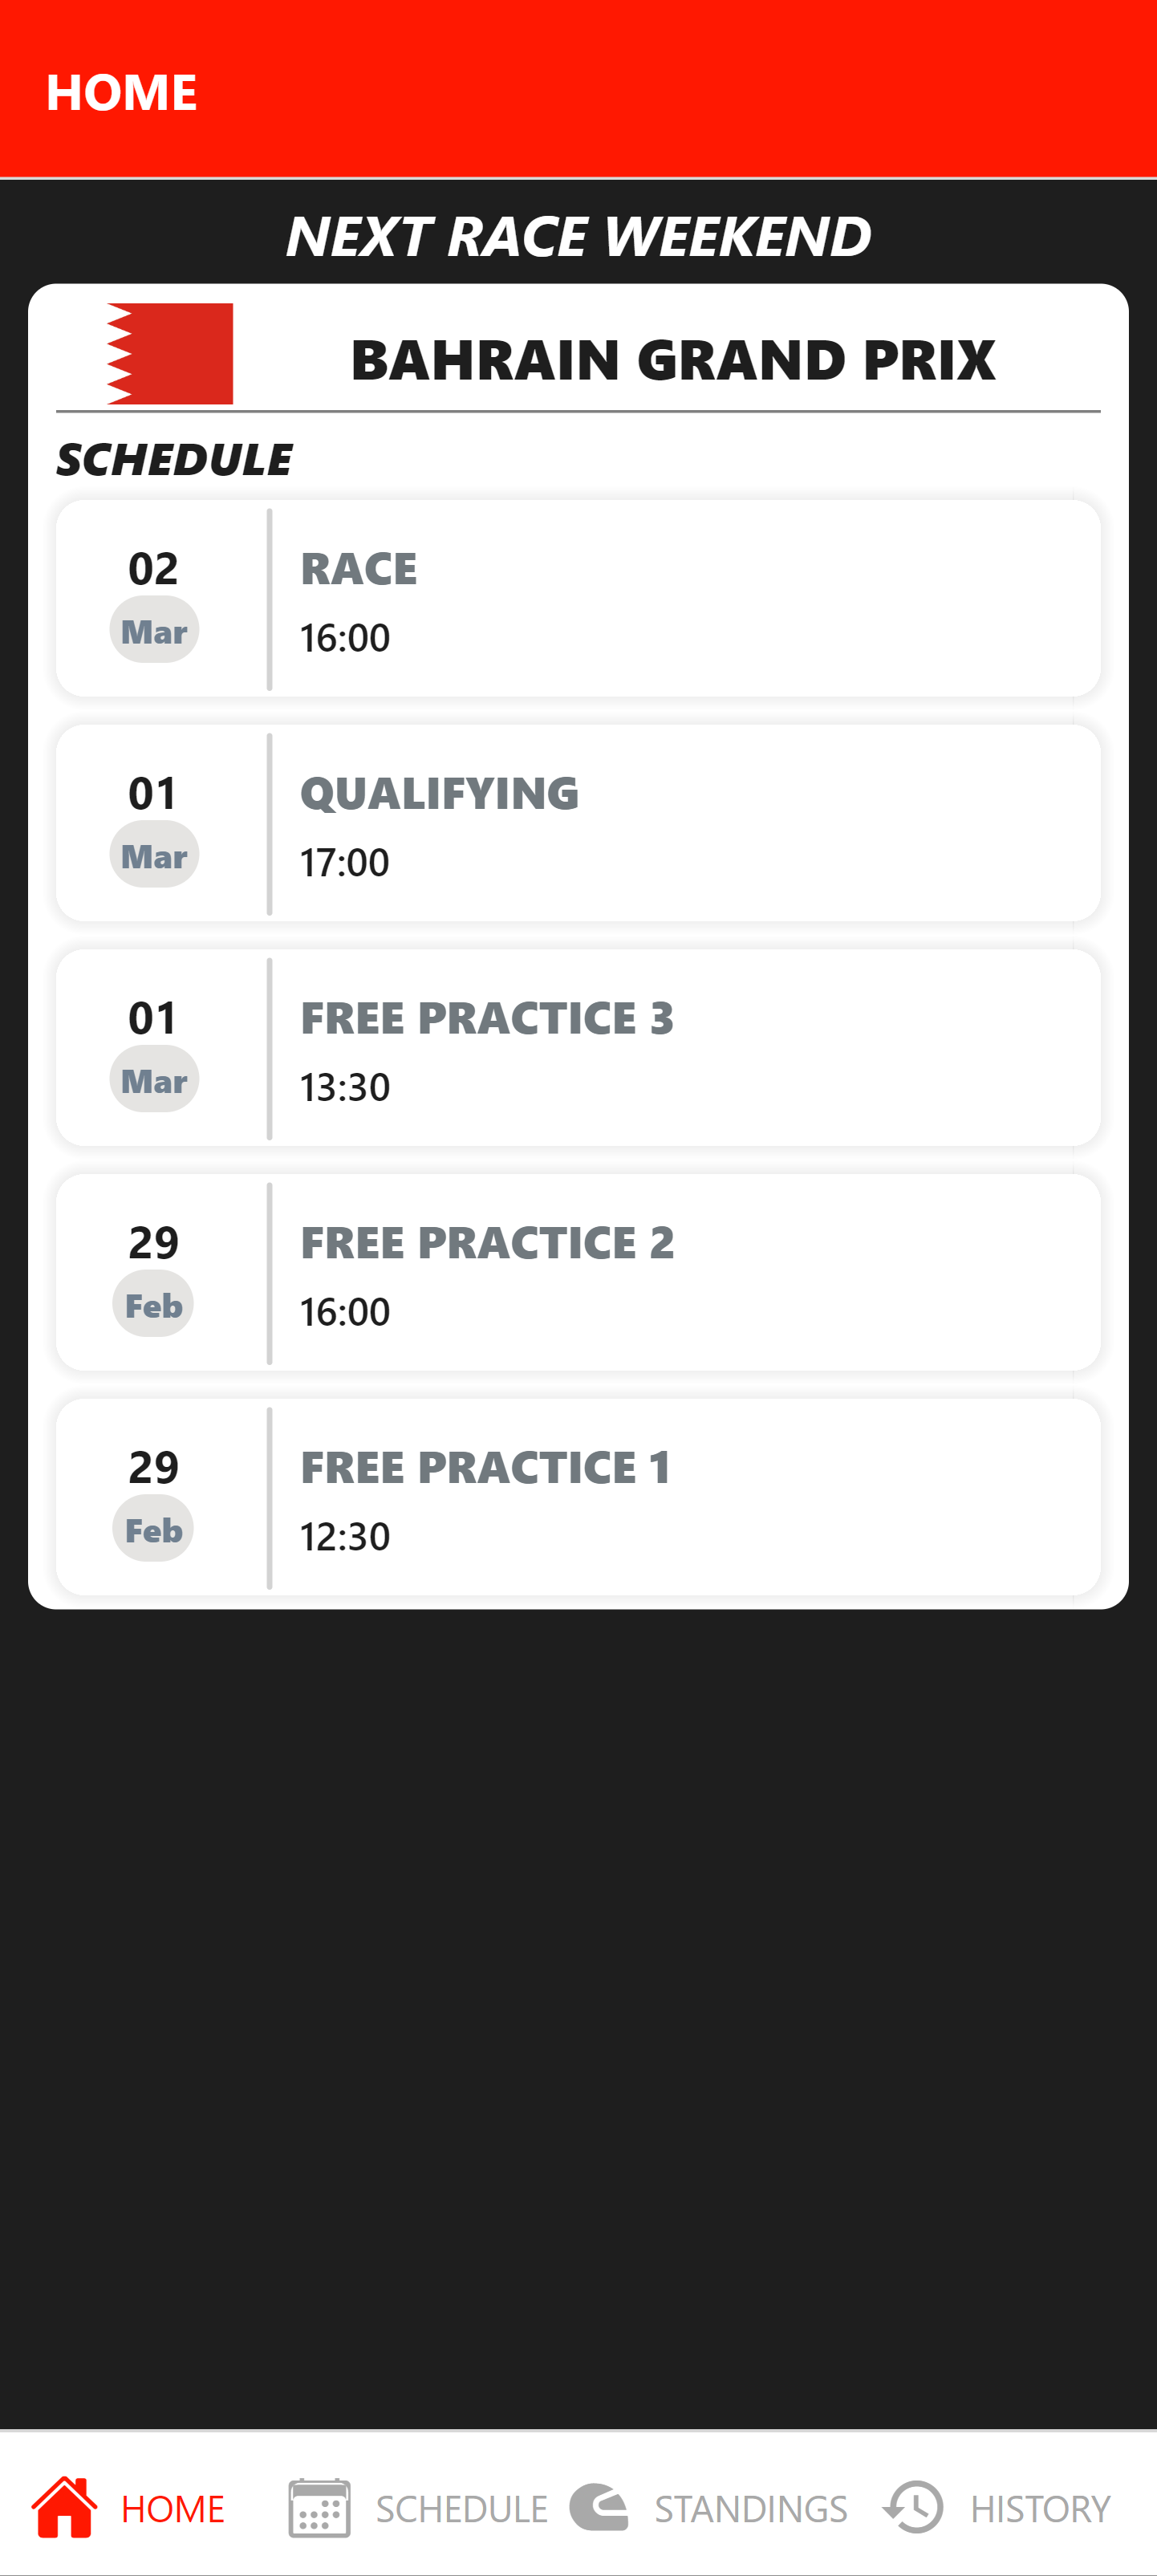 HOME
NEXT RACE WEEKEND
BAHRAIN GRAND PRIX
SCHEDULE
02
Mar
RACE
16:00
01
Mar
QUALIFYING
17:00
01
Mar
FREE PRACTICE 3
13:30
29
Feb
FREE PRACTICE 2
16:00
29
Feb
FREE PRACTICE 1
12:30
HOME
SCHEDULE
STANDINGS
HISTORY